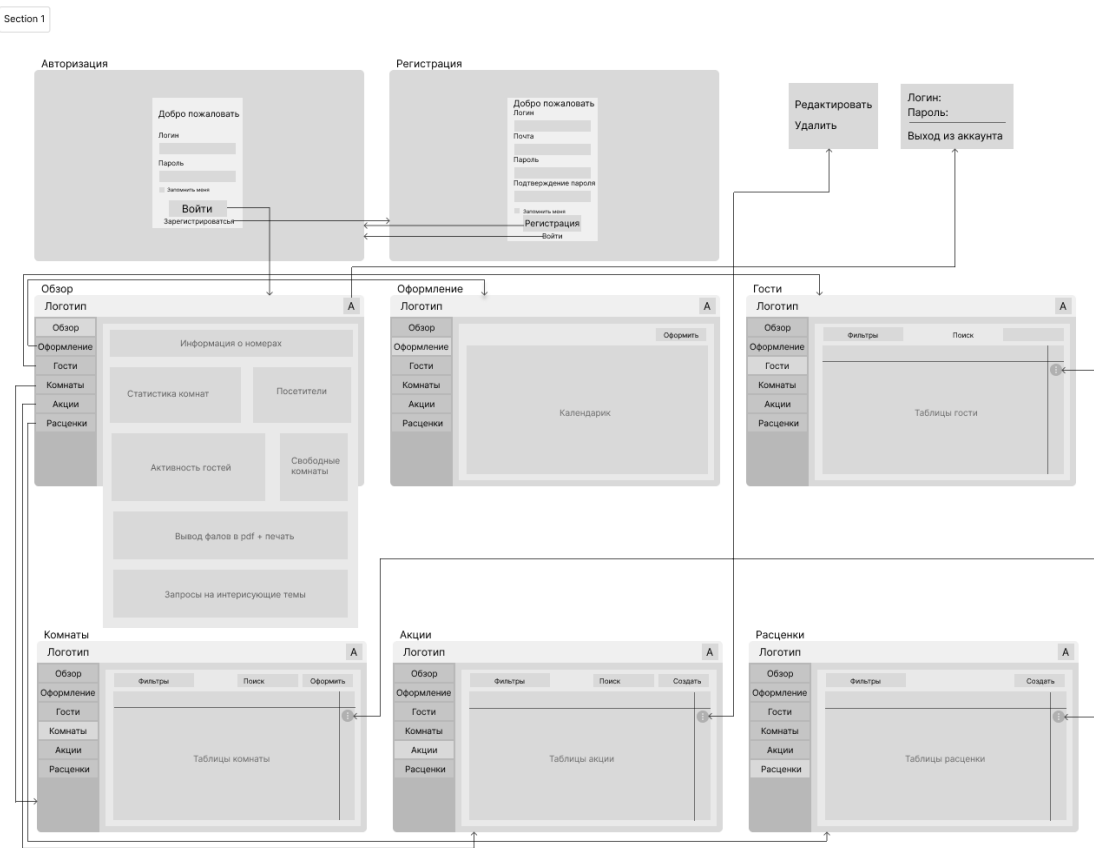 Section 1
Авторизация
Добро пожаловать
Логин
Пароль
Запомнить меня
Войти
Зарегистрироваться
Регистрация
Добро пожаловать
Логин
Почта
Пароль
Подтверждение пароля
Запомнить меня
Регистрация
Войти
Редактировать
Удалить
Логин:
Пароль:
Выход из аккаунта
Обзор
Логотип
А
Обзор
Оформление
Гости
Комнаты
Акции
Расценки
Информация о номерах
Статистика комнат
Посетители
Активность гостей
Свободные
комнаты
Вывод фалов в pdf + печать
Запросы на интерисующие темы
Оформление
Логотип
А
Обзор
Оформление
Гости
Комнаты
Акции
Расценки
Оформить
Календарик
Гости
Логотип
А
Обзор
Оформление
Гости
Комнаты
Акции
Расценки
Фильтры
Поиск
Таблицы гости
Комнаты
Логотип
А
Обзор
Оформление
Гости
Комнаты
Акции
Расценки
Фильтры
Поиск
Оформить
Таблицы комнаты
Акции
Логотип
А
Обзор
Оформление
Гости
Комнаты
Акции
Расценки
Фильтры
Поиск
Создать
Таблицы акции
Расценки
Логотип
А
Обзор
Оформление
Гости
Комнаты
Акции
Расценки
Фильтры
Создать
Таблицы расценки